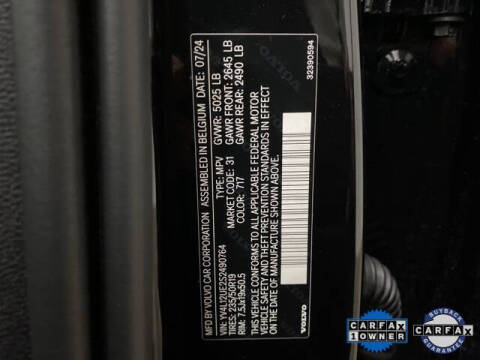 MFD BY VOLVO CAR CORPORATION ASSEMBLED IN BELGIUM DATE: 07/24
VIN: YV4L12UE2S2490764 TYPE: MPV GVWR: 5025 LB
TIRES: 235/50R19 MARKET CODE: 31 GAWR FRONT: 2645 LB
RIM: 7.5Jx19x50,5 COLOR: 717 GAWR REAR: 2490 LB
THIS VEHICLE CONFORMS TO ALL APPLICABLE FEDERAL MOTOR
VEHICLE SAFETY AND THEFT PREVENTION STANDARDS IN EFFECT
ON THE DATE OF MANUFACTURE SHOWN ABOVE.
VOLVO 32390594
CARFAX
1 OWNER
CARFAX
GUARANTEE